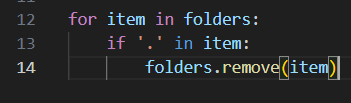 12 for item in folders:
13     if '.' in item:
14         folders.remove(item)